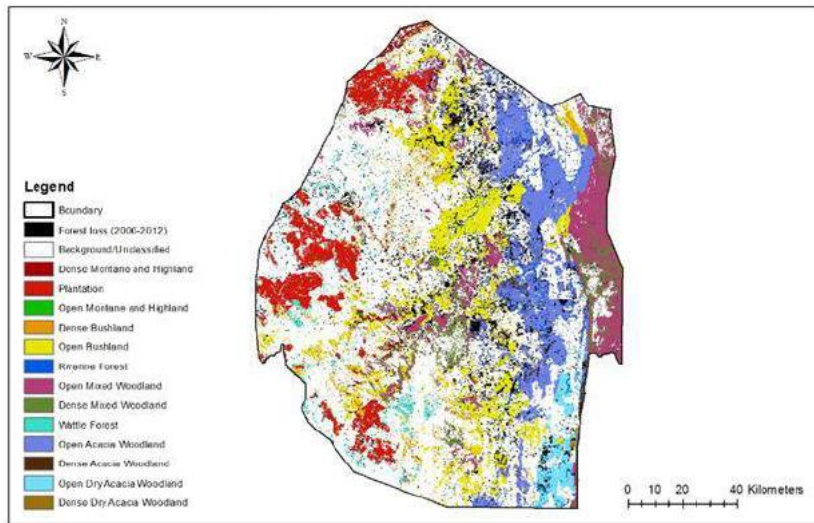 N
W E
S
Legend
Boundary
Forest loss (2006-2012)
Background/Unclassified
Dense Montane and Highland
Plantation
Open Montane and Highland
Dense Bushland
Open Bushland
Riverine Forest
Open Mixed Woodland
Dense Mixed Woodland
Wattle Forest
Open Acacia Woodland
Dense Acacia Woodland
Open Dry Acacia Woodland
Dense Dry Acacia Woodland
0 5 10 20 30 40 Kilometers